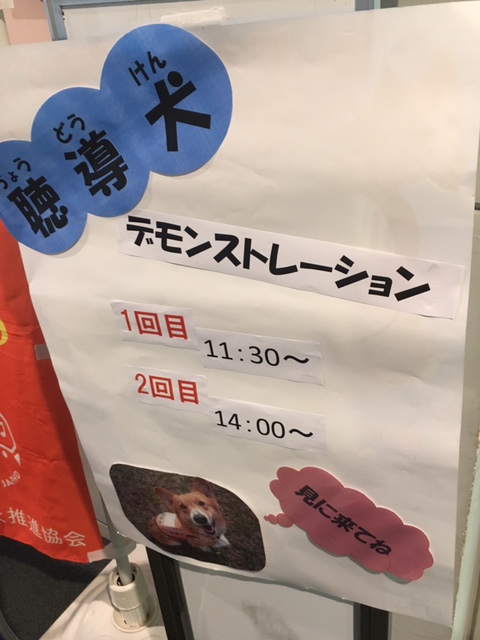 ちょう どう けん
聴導犬
デモンストレーション
1回目
11:30～
2回目
14:00～
見に来てね
推進協会